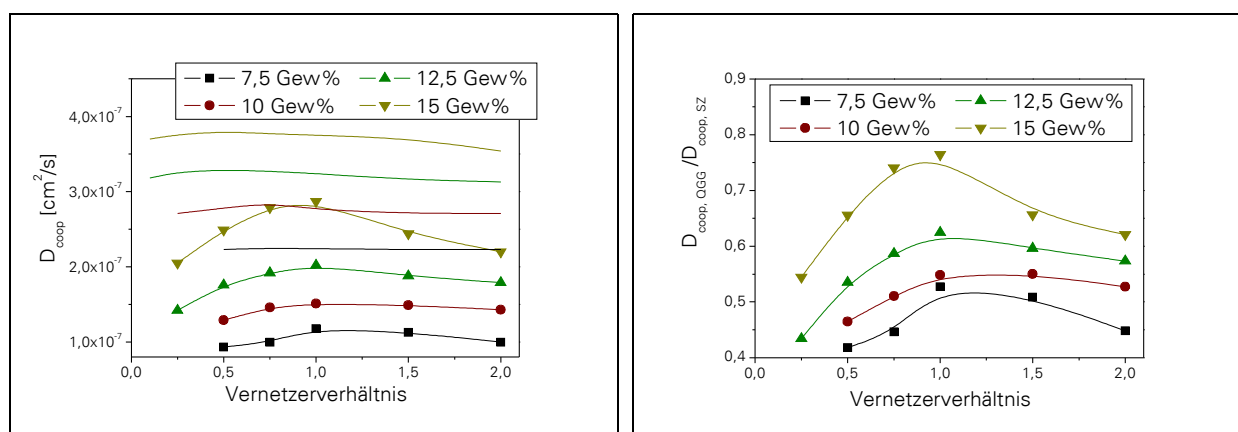 7,5 Gew% 12,5 Gew%
10 Gew% 15 Gew%
4,0x10⁻⁷
3,0x10⁻⁷
2,0x10⁻⁷
1,0x10⁻⁷
D_coop [cm²/s]
0,0 0,5 1,0 1,5 2,0
Vernetzerverhältnis
7,5 Gew% 12,5 Gew%
10 Gew% 15 Gew%
0,9
0,8
0,7
0,6
0,5
0,4
D_coop, QGG /D_coop, SZ
0,0 0,5 1,0 1,5 2,0
Vernetzerverhältnis